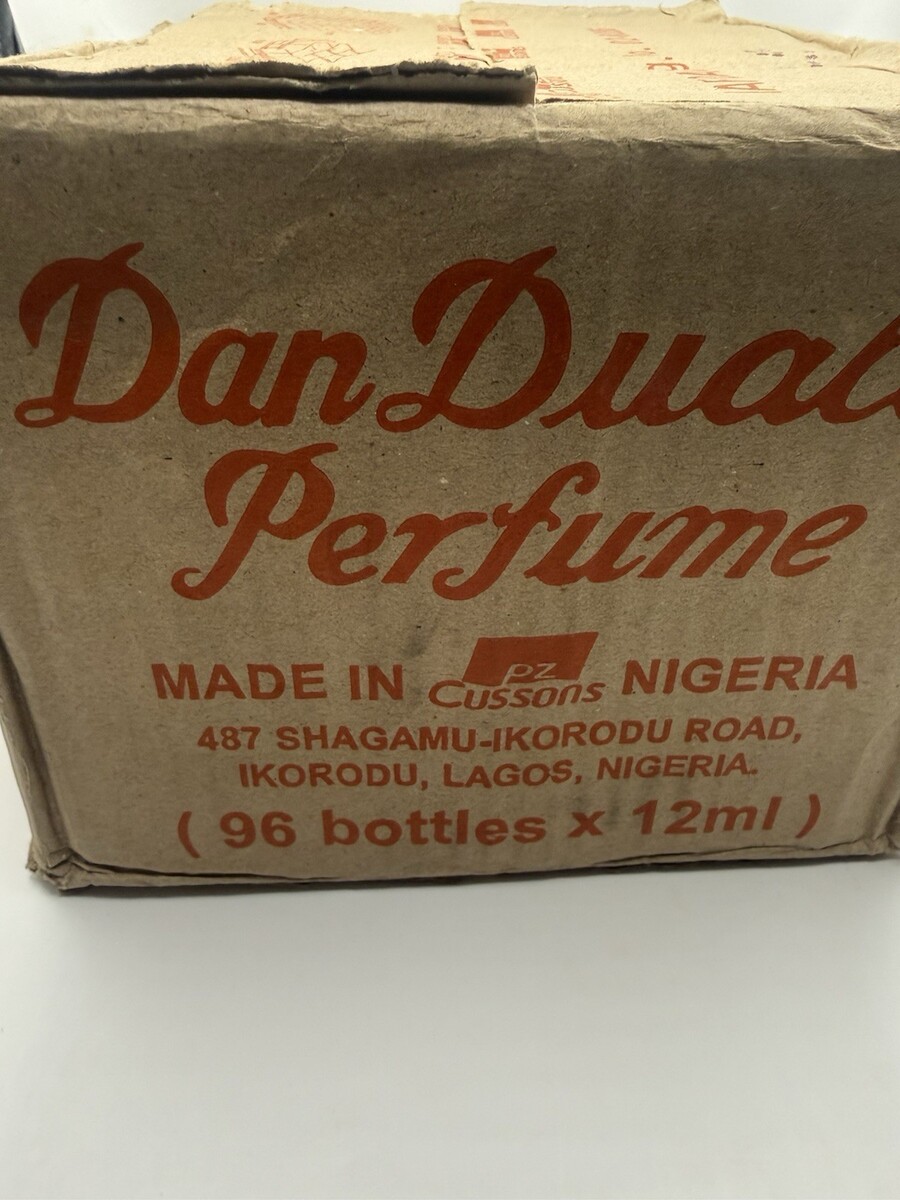 Dan Dual
Perfume
MADE IN PZ Cussons NIGERIA
487 SHAGAMU-IKORODU ROAD,
IKORODU, LAGOS, NIGERIA.
( 96 bottles x 12ml )